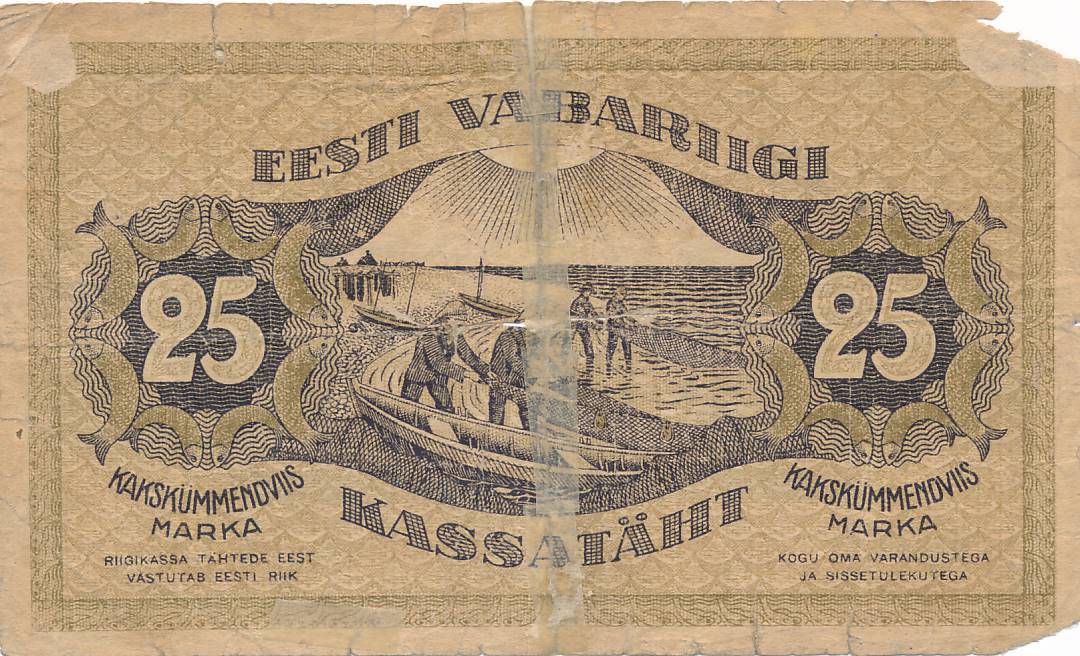 EESTI VABARIIGI
25
25
KAKSKÜMMENDVIIS
MARKA
RIIGIKASSA TÄHTEDE EEST
VASTUTAB EESTI RIIK
KASSATÄHT
KAKSKÜMMENDVIIS
MARKA
KOGU OMA VARANDUSTEGA
JA SISSETULEKUTEGA